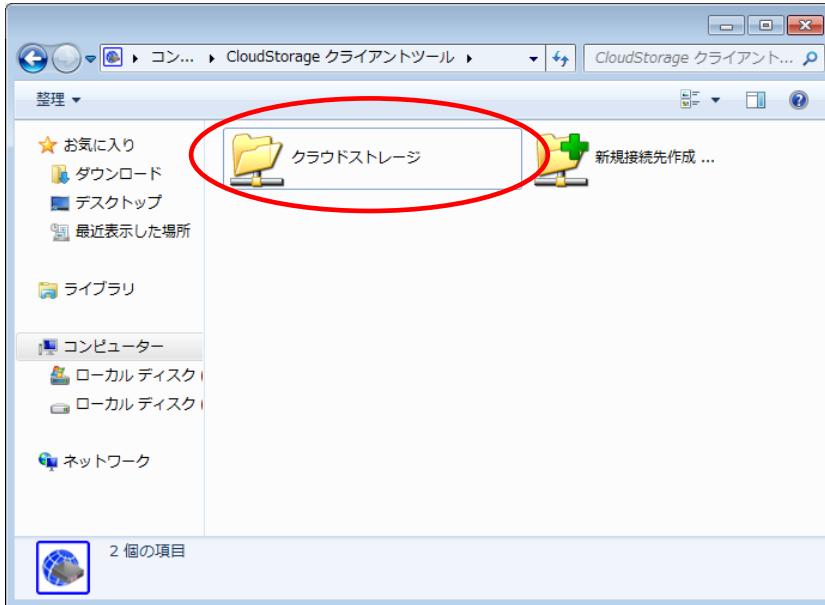 コン... CloudStorage クライアントツール
CloudStorage クライアント...
整理
お気に入り
ダウンロード
デスクトップ
最近表示した場所
ライブラリ
コンピューター
ローカル ディスク (
ローカル ディスク (
ネットワーク
クラウドストレージ
新規接続先作成 ...
2 個の項目